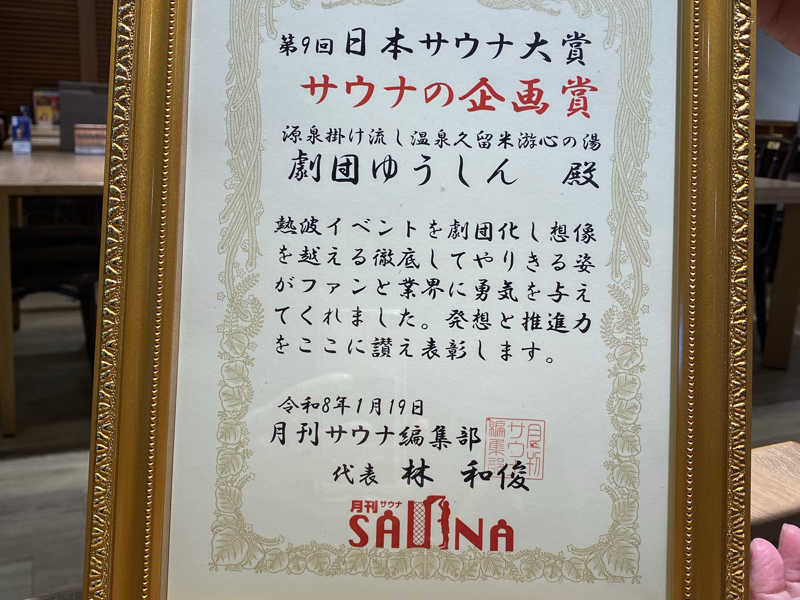 第9回日本サウナ大賞
サウナの企画賞
源泉掛け流し温泉久留米游心の湯
劇団ゆうしん 殿
熱波イベントを劇団化し想像
を越える徹底してやりきる姿
がファンと業界に勇気を与え
てくれました。発想と推進力
をここに讃え表彰します。
令和8年1月19日
月刊サウナ編集部
代表 林 和俊
月刊サウナ
SAUNA